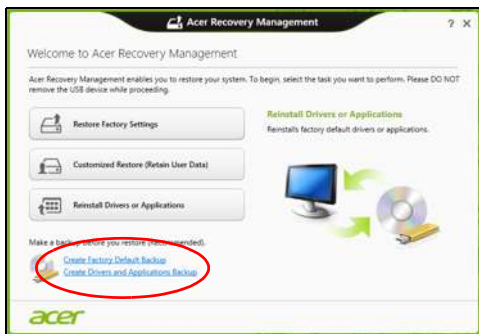 Acer Recovery Management
? X
Welcome to Acer Recovery Management
Acer Recovery Management enables you to restore your system. To begin, select the task you want to perform. Please DO NOT
remove the USB device while proceeding.
Restore Factory Settings
Customized Restore (Retain User Data)
Reinstall Drivers or Applications
Reinstall Drivers or Applications
Reinstalls factory default drivers or applications.
Make a backup before you restore (recommended).
Create Factory Default Backup
Create Drivers and Applications Backup
acer